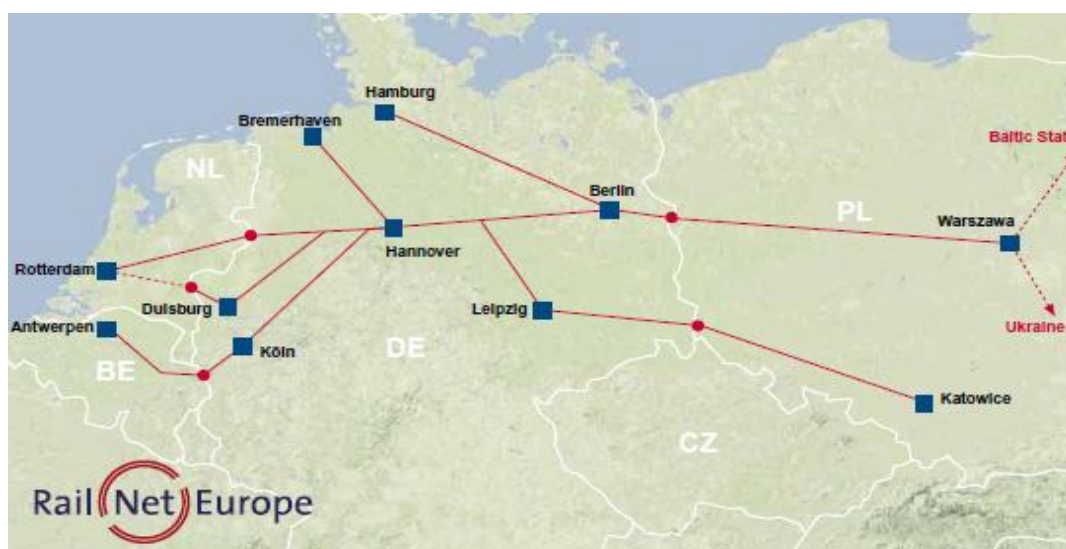 Hamburg
Bremerhaven
Baltic Stat
NL
Berlin
PL
Warszawa
Hannover
Rotterdam
Duisburg
Leipzig
Antwerpen
Ukraine
Köln
DE
BE
Katowice
CZ
Rail Net Europe